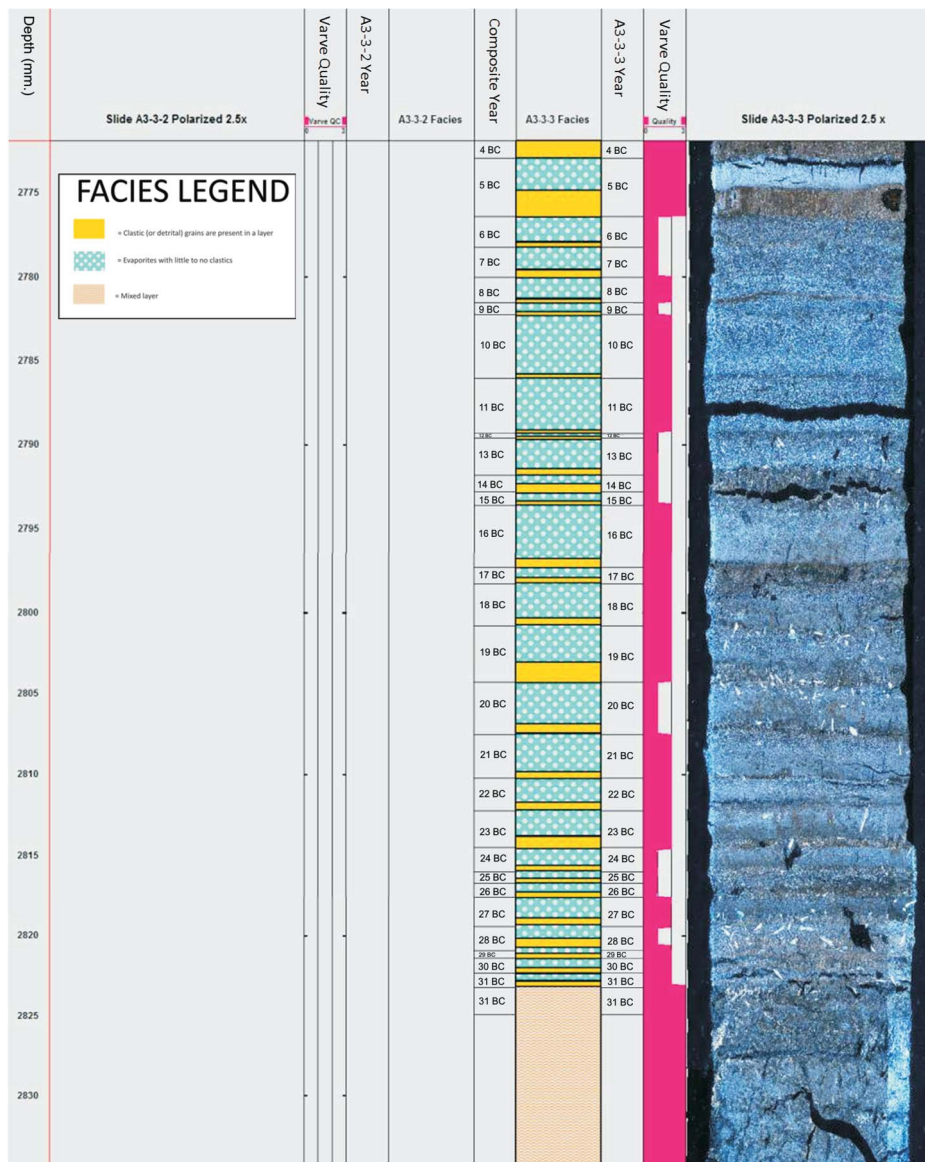 Depth (mm.)
Varve Quality
A3-3-2 Year
Composite Year
A3-3-3 Year
Varve Quality
Slide A3-3-2 Polarized 2.5x
Varve QC
0 3
A3-3-2 Facies
A3-3-3 Facies
Quality
0 3
Slide A3-3-3 Polarized 2.5 x
FACIES LEGEND
= Clastic (or detrital) grains are present in a layer
= Evaporites with little to no clastics
= Mixed layer
2775
2780
2785
2790
2795
2800
2805
2810
2815
2820
2825
2830
4 BC
5 BC
6 BC
7 BC
8 BC
9 BC
10 BC
11 BC
12 BC
13 BC
14 BC
15 BC
16 BC
17 BC
18 BC
19 BC
20 BC
21 BC
22 BC
23 BC
24 BC
25 BC
26 BC
27 BC
28 BC
29 BC
30 BC
31 BC
31 BC
4 BC
5 BC
6 BC
7 BC
8 BC
9 BC
10 BC
11 BC
12 BC
13 BC
14 BC
15 BC
16 BC
17 BC
18 BC
19 BC
20 BC
21 BC
22 BC
23 BC
24 BC
25 BC
26 BC
27 BC
28 BC
29 BC
30 BC
31 BC
31 BC